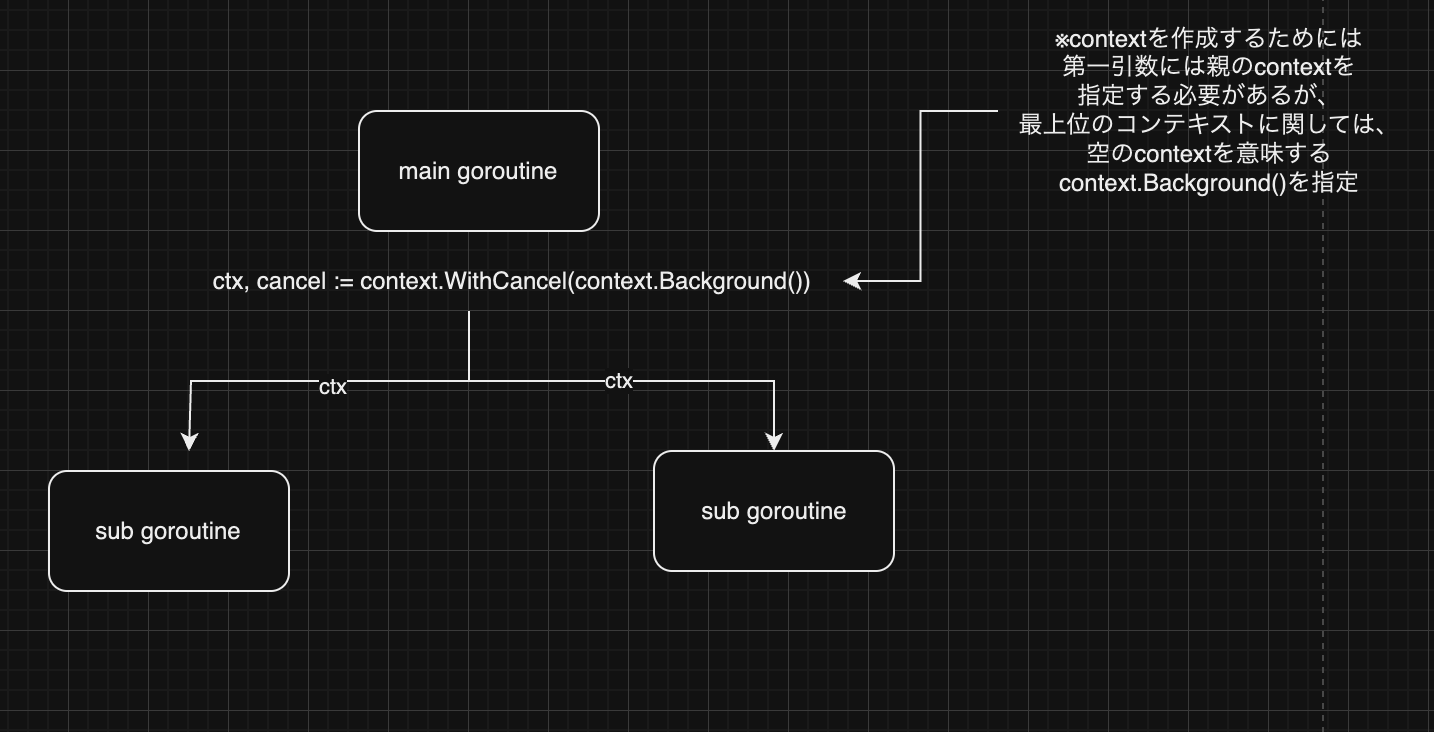 ※contextを作成するためには
第一引数には親のcontextを
指定する必要があるが、
最上位のコンテキストに関しては、
空のcontextを意味する
context.Background()を指定
main goroutine
ctx, cancel := context.WithCancel(context.Background())
ctx
ctx
sub goroutine
sub goroutine